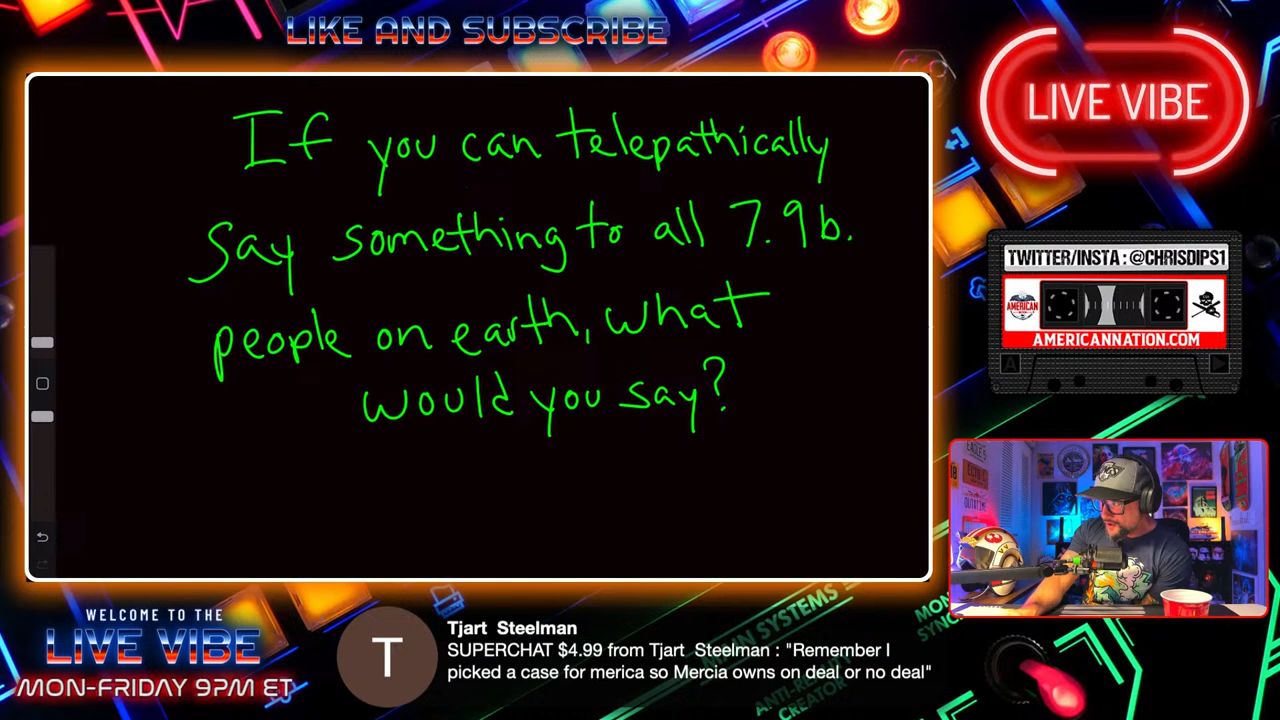 LIKE AND SUBSCRIBE
If you can telepathically
say something to all 7.9b.
people on earth, what
would you say?
LIVE VIBE
TWITTER/INSTA : @CHRISDIPS1
AMERICAN
AMERICANNATION.COM
A
WELCOME TO THE
LIVE VIBE
MON-FRIDAY 9PM ET
T
Tjart Steelman
SUPERCHAT $4.99 from Tjart Steelman : "Remember I
picked a case for merica so Mercia owns on deal or no deal"